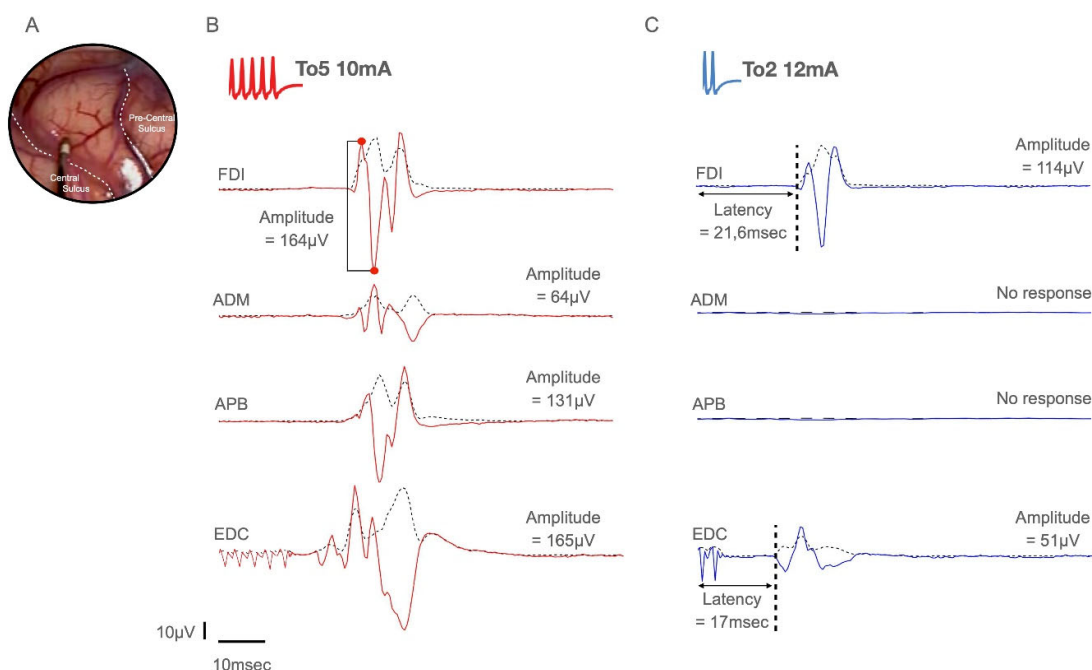 A
Pre-Central
Sulcus
Central
Sulcus
B
To5 10mA
FDI
Amplitude
= 164µV
ADM
Amplitude
= 64µV
APB
Amplitude
= 131µV
EDC
Amplitude
= 165µV
10µV
10msec
C
To2 12mA
FDI
Amplitude
= 114µV
Latency
= 21,6msec
ADM
No response
APB
No response
EDC
Amplitude
= 51µV
Latency
= 17msec